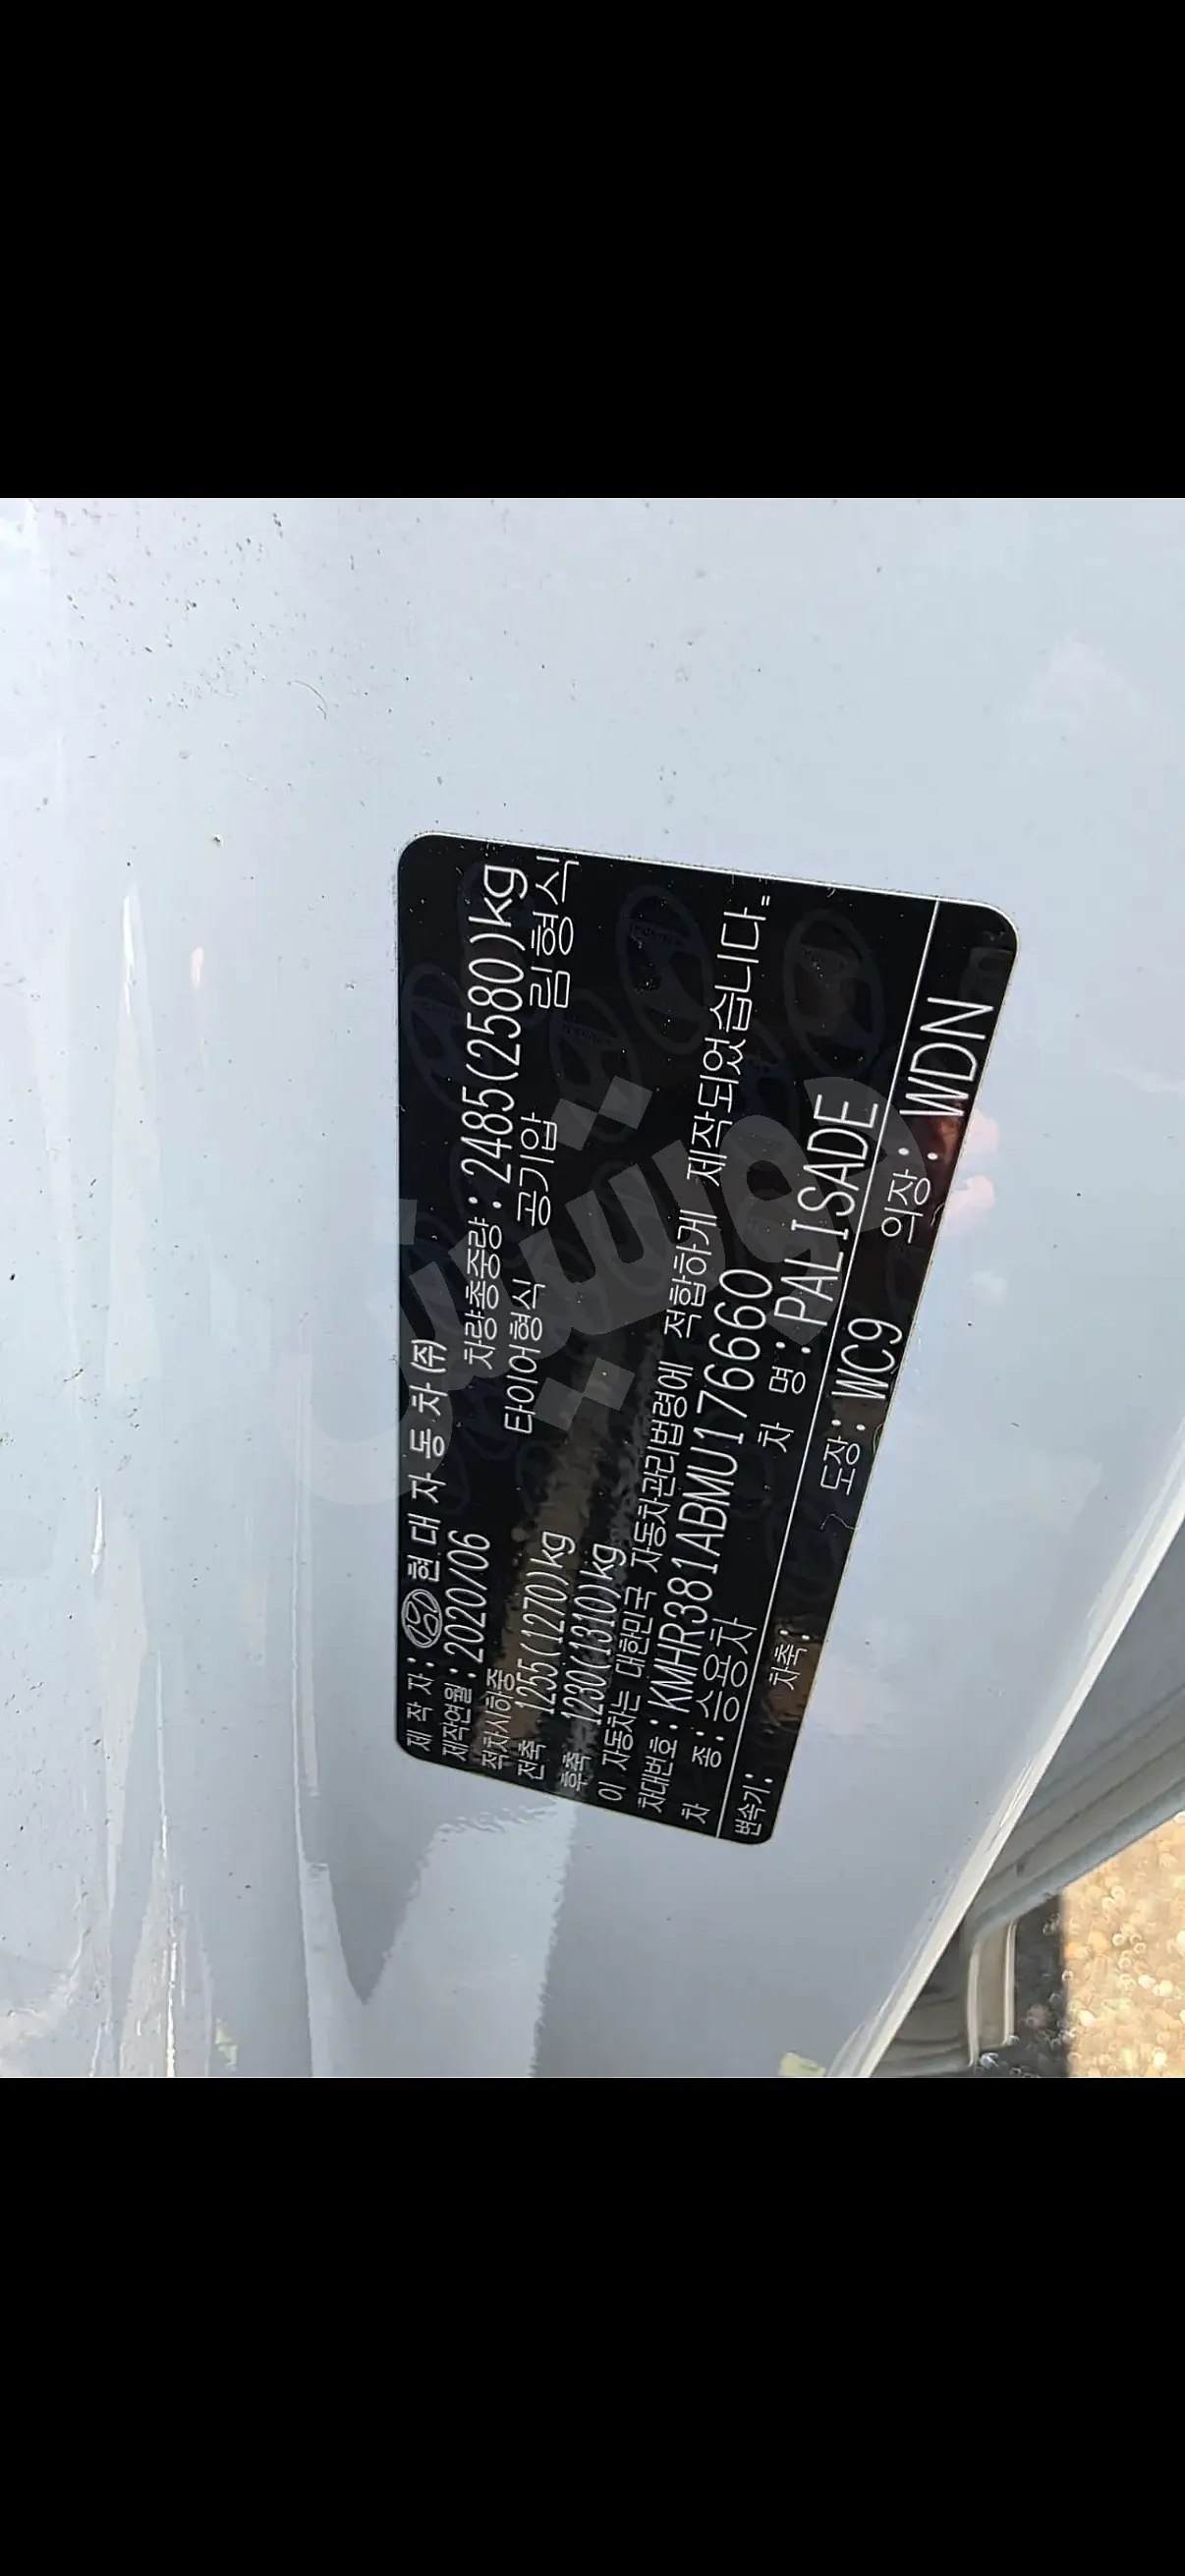 제 작 자 : 현 대 자 동 차 (주)
제작연월 : 2020/06 차량총중량 : 2485(2580)kg
적차시하중 타이어형식 공기압 림형식
전축 1255(1270)kg
후축 1230(1310)kg
이 자동차는 대한민국 자동차관리법령에 적합하게 제작되었습니다."
차대번호 : KMHR381ABMU176660
차 종 : 승용차 차 명 : PALISADE
변속기 : 차축 : 도장 : WC9 의장 : WDN